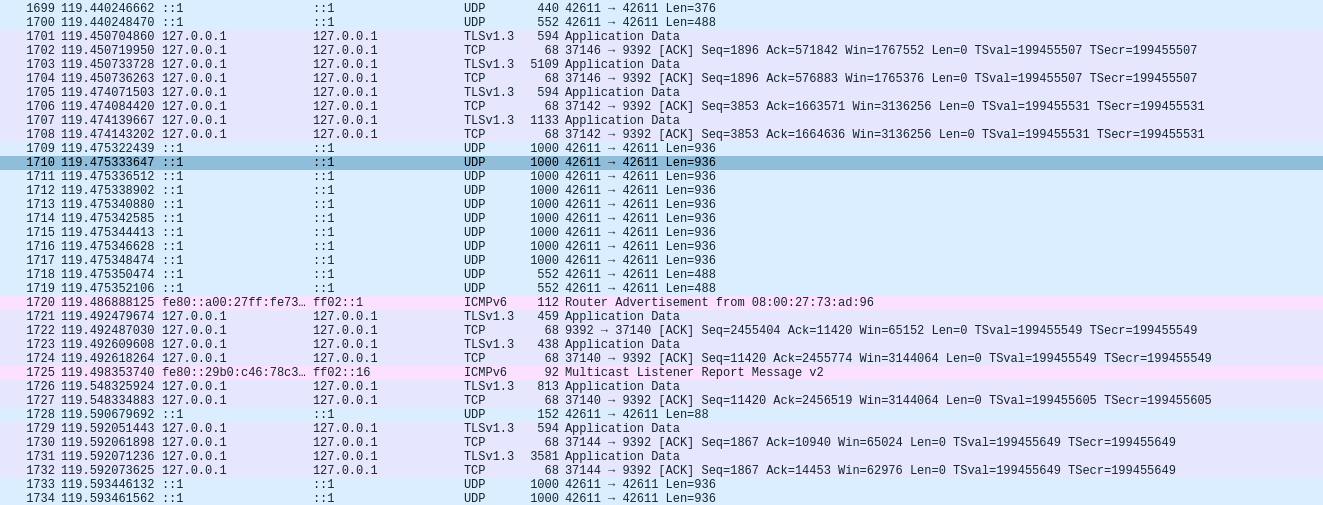 1699 119.440246662 ::1 ::1 UDP 440 42611 → 42611 Len=376
1700 119.440248470 ::1 ::1 UDP 552 42611 → 42611 Len=488
1701 119.450704860 127.0.0.1 127.0.0.1 TLSv1.3 594 Application Data
1702 119.450719950 127.0.0.1 127.0.0.1 TCP 68 37146 → 9392 [ACK] Seq=1896 Ack=571842 Win=1767552 Len=0 TSval=199455507 TSecr=199455507
1703 119.450733728 127.0.0.1 127.0.0.1 TLSv1.3 5109 Application Data
1704 119.450736263 127.0.0.1 127.0.0.1 TCP 68 37146 → 9392 [ACK] Seq=1896 Ack=576883 Win=1765376 Len=0 TSval=199455507 TSecr=199455507
1705 119.474071503 127.0.0.1 127.0.0.1 TLSv1.3 594 Application Data
1706 119.474084420 127.0.0.1 127.0.0.1 TCP 68 37142 → 9392 [ACK] Seq=3853 Ack=1663571 Win=3136256 Len=0 TSval=199455531 TSecr=199455531
1707 119.474139667 127.0.0.1 127.0.0.1 TLSv1.3 1133 Application Data
1708 119.474143202 127.0.0.1 127.0.0.1 TCP 68 37142 → 9392 [ACK] Seq=3853 Ack=1664636 Win=3136256 Len=0 TSval=199455531 TSecr=199455531
1709 119.475322439 ::1 ::1 UDP 1000 42611 → 42611 Len=936
1710 119.475333647 ::1 ::1 UDP 1000 42611 → 42611 Len=936
1711 119.475336512 ::1 ::1 UDP 1000 42611 → 42611 Len=936
1712 119.475338902 ::1 ::1 UDP 1000 42611 → 42611 Len=936
1713 119.475340880 ::1 ::1 UDP 1000 42611 → 42611 Len=936
1714 119.475342585 ::1 ::1 UDP 1000 42611 → 42611 Len=936
1715 119.475344413 ::1 ::1 UDP 1000 42611 → 42611 Len=936
1716 119.475346628 ::1 ::1 UDP 1000 42611 → 42611 Len=936
1717 119.475348474 ::1 ::1 UDP 1000 42611 → 42611 Len=936
1718 119.475350474 ::1 ::1 UDP 552 42611 → 42611 Len=488
1719 119.475352106 ::1 ::1 UDP 552 42611 → 42611 Len=488
1720 119.486888125 fe80::a00:27ff:fe73… ff02::1 ICMPv6 112 Router Advertisement from 08:00:27:73:ad:96
1721 119.492479674 127.0.0.1 127.0.0.1 TLSv1.3 459 Application Data
1722 119.492487030 127.0.0.1 127.0.0.1 TCP 68 9392 → 37140 [ACK] Seq=2455404 Ack=11420 Win=65152 Len=0 TSval=199455549 TSecr=199455549
1723 119.492609608 127.0.0.1 127.0.0.1 TLSv1.3 438 Application Data
1724 119.492618264 127.0.0.1 127.0.0.1 TCP 68 37140 → 9392 [ACK] Seq=11420 Ack=2455774 Win=3144064 Len=0 TSval=199455549 TSecr=199455549
1725 119.498353740 fe80::29b0:c46:78c3… ff02::16 ICMPv6 92 Multicast Listener Report Message v2
1726 119.548325924 127.0.0.1 127.0.0.1 TLSv1.3 813 Application Data
1727 119.548334883 127.0.0.1 127.0.0.1 TCP 68 37140 → 9392 [ACK] Seq=11420 Ack=2456519 Win=3144064 Len=0 TSval=199455605 TSecr=199455605
1728 119.590679692 ::1 ::1 UDP 152 42611 → 42611 Len=88
1729 119.592051443 127.0.0.1 127.0.0.1 TLSv1.3 594 Application Data
1730 119.592061898 127.0.0.1 127.0.0.1 TCP 68 37144 → 9392 [ACK] Seq=1867 Ack=10940 Win=65024 Len=0 TSval=199455649 TSecr=199455649
1731 119.592071236 127.0.0.1 127.0.0.1 TLSv1.3 3581 Application Data
1732 119.592073625 127.0.0.1 127.0.0.1 TCP 68 37144 → 9392 [ACK] Seq=1867 Ack=14453 Win=62976 Len=0 TSval=199455649 TSecr=199455649
1733 119.593446132 ::1 ::1 UDP 1000 42611 → 42611 Len=936
1734 119.593461562 ::1 ::1 UDP 1000 42611 → 42611 Len=936